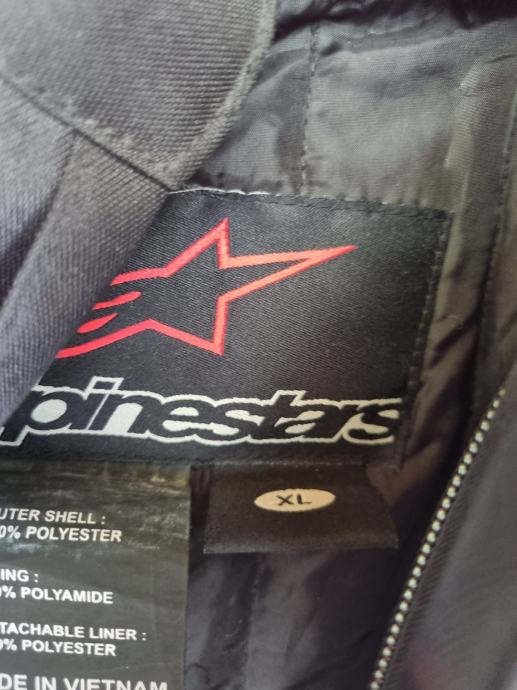 pinestars
XL
UTER SHELL :
0% POLYESTER
ING :
0% POLYAMIDE
TACHABLE LINER :
0% POLYESTER
DE IN VIETNAM